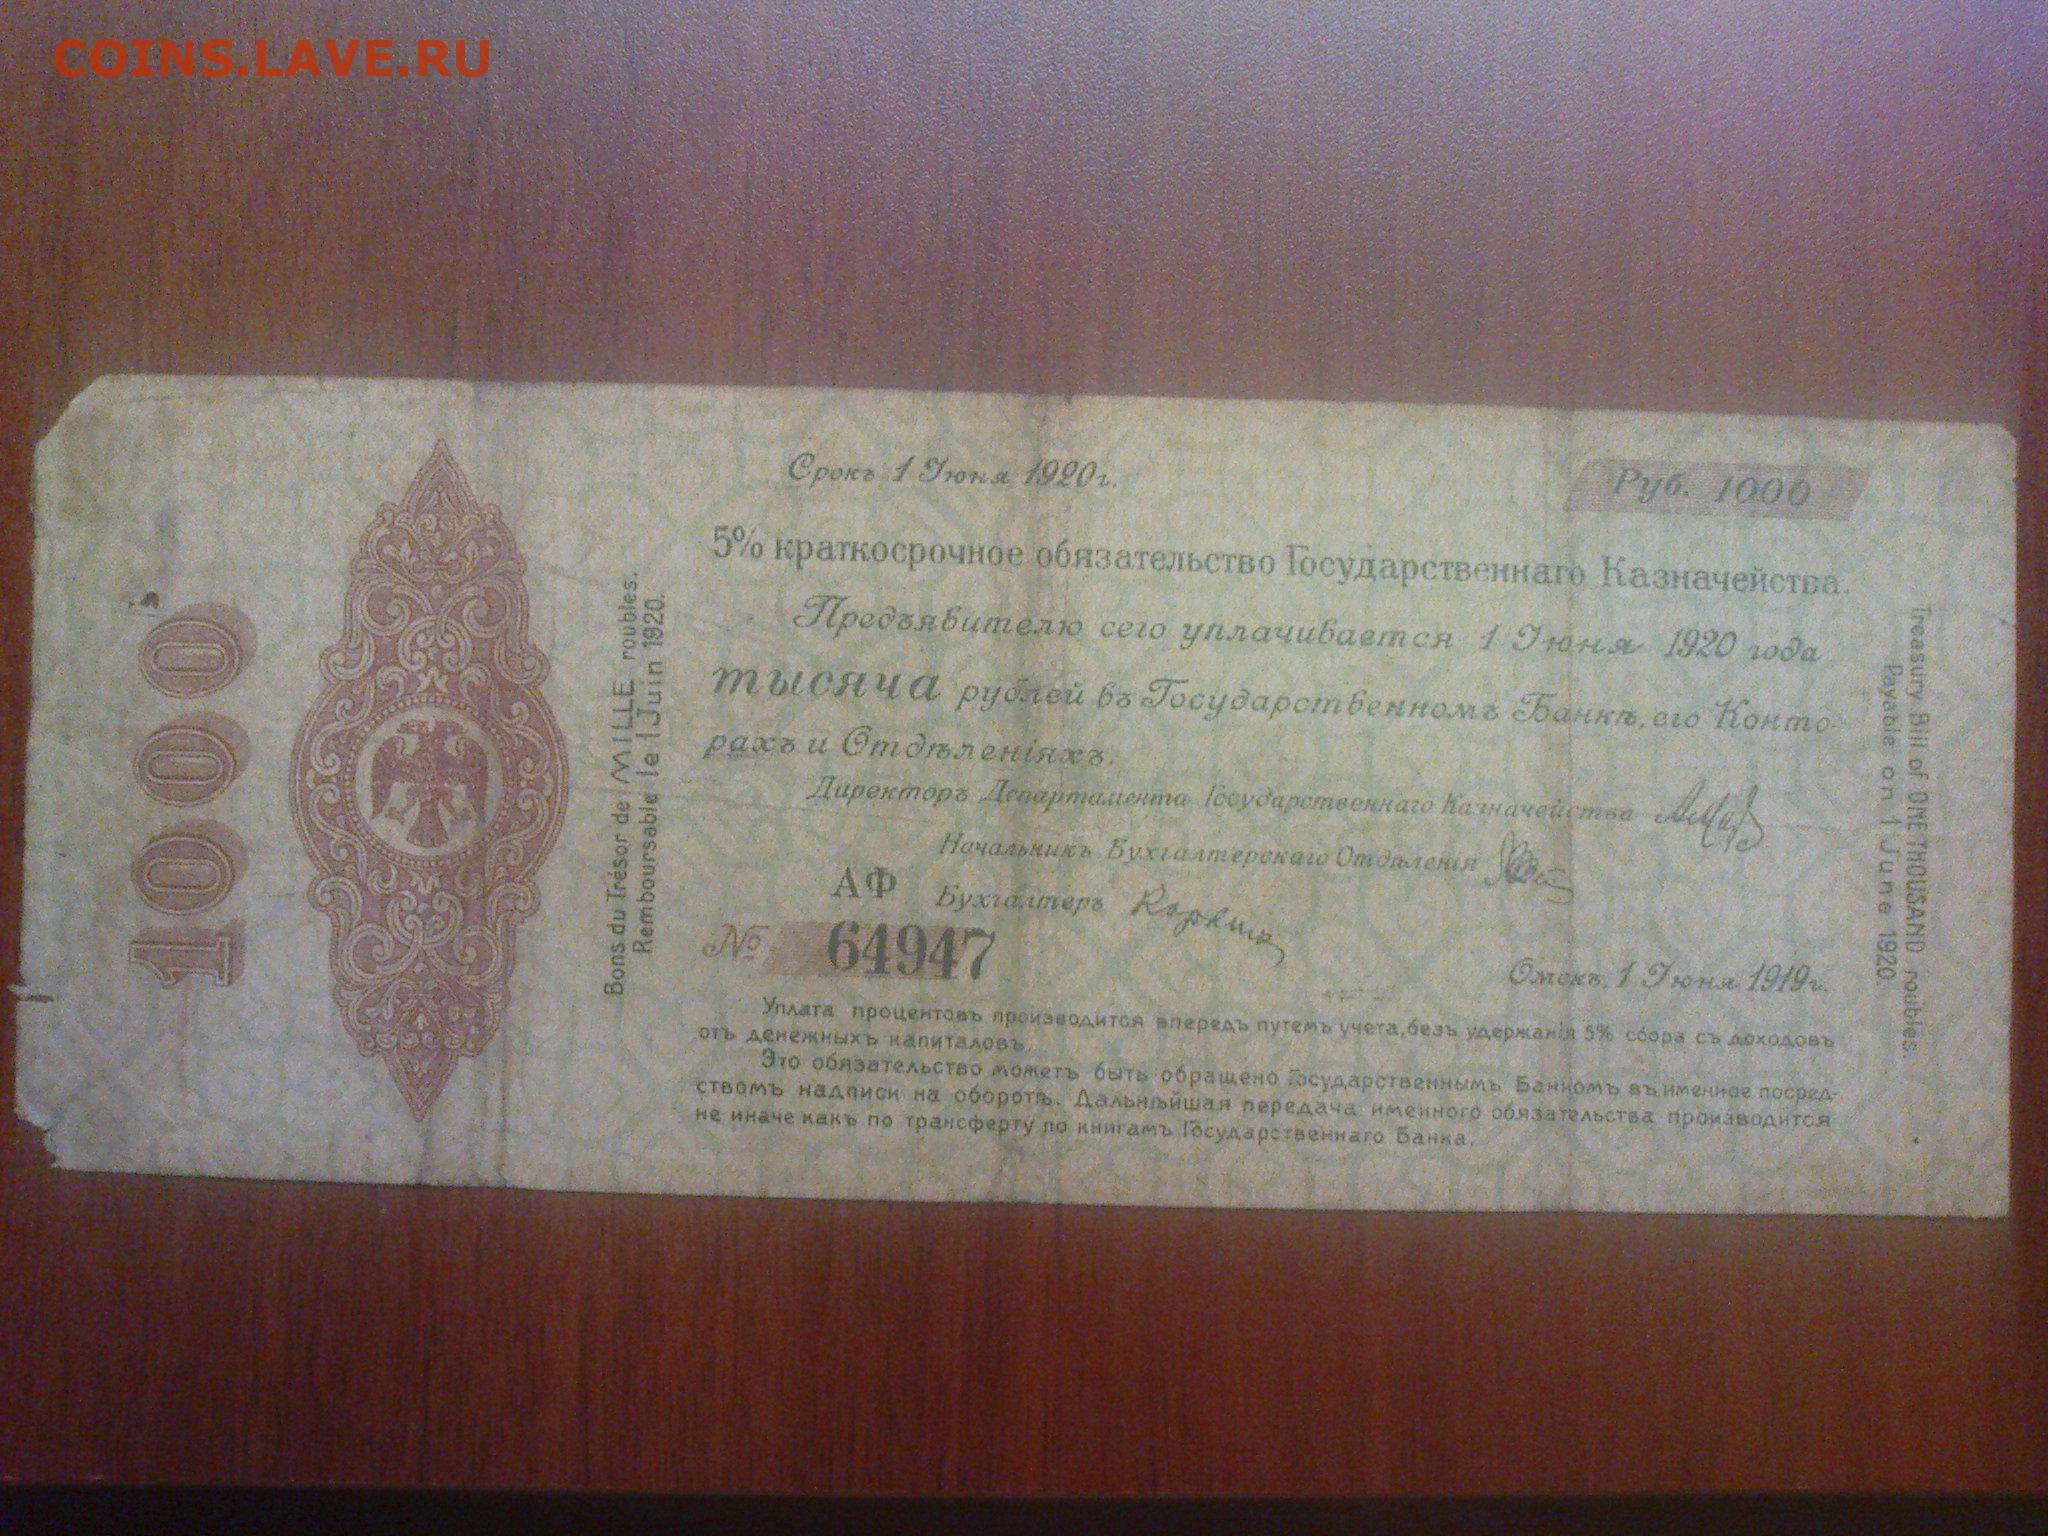 COINS.LAVE.RU
1000
Bons du Trésor de MILLE roubles.
Remboursable le 1 Juin 1920.
Срокъ 1 Июня 1920г.
Руб. 1000
5% краткосрочное обязательство Государственнаго Казначейства.
Предъявителю сего уплачивается 1 Июня 1920 года
тысяча рублей въ Государственномъ Банкѣ, его Конто-
рахъ и Отдѣленіяхъ.
Директоръ Департамента Государственнаго Казначейства
Начальникъ Бухгалтерскаго Отдѣленія
АФ Бухгалтеръ
№ 64947
Омскъ, 1 Июня 1919г.
Уплата процентовъ производится впередъ путемъ учета, безъ удержанія 5% сбора съ доходовъ
отъ денежныхъ капиталовъ.
Это обязательство можетъ быть обращено Государственнымъ Банкомъ въ именное посред-
ствомъ надписи на оборотѣ. Дальнѣйшая передача именного обязательства производится
не иначе какъ по трансферту по книгамъ Государственнаго Банка.
Treasury Bill of ONE THOUSAND roubles.
Payable on 1 June 1920.